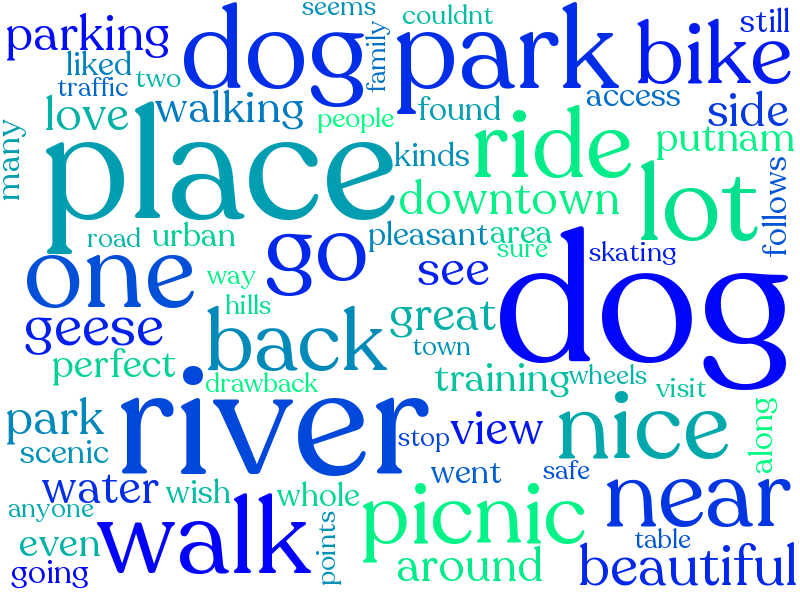 seems
couldnt
still
parking
dog
family
park
bike
liked
two
traffic
access
side
love
walking
people
found
many
place
kinds
ride
putnam
lot
follows
downtown
road
urban
go
pleasant
area
sure
skating
one
way
see
dog
geese
hills
back
great
town
perfect
drawback
training
wheels
visit
park
river
stop
view
nice
along
scenic
went
safe
water
wish
whole
near
anyone
walk
points
picnic
even
table
going
around
beautiful